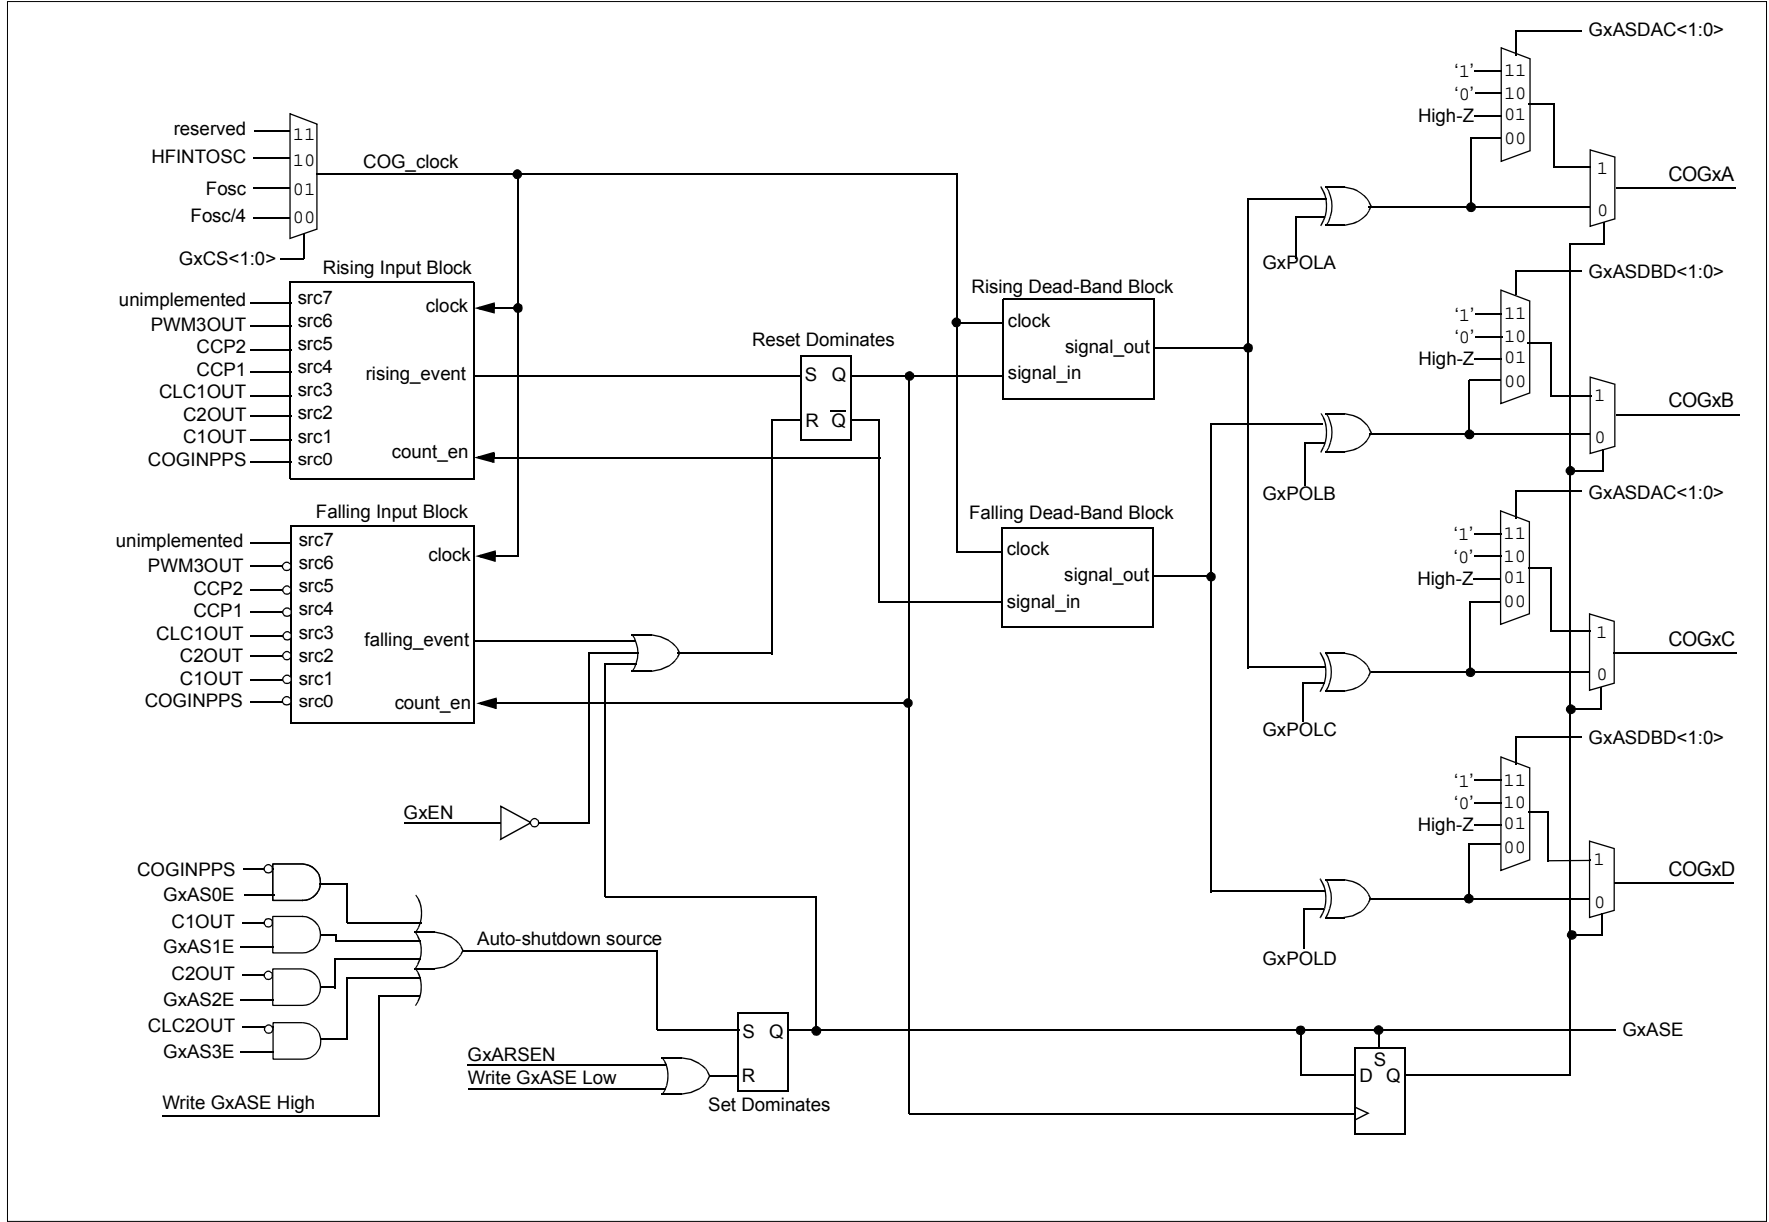 GxASDAC<1:0>
'1' 11
'0' 10
High-Z 01
00
1
COGxA
0
GxPOLA
reserved 11
HFINTOSC 10
Fosc 01
Fosc/4 00
GxCS<1:0>
COG_clock
Rising Input Block
unimplemented src7
PWM3OUT src6
CCP2 src5
CCP1 src4
CLC1OUT src3
C2OUT src2
C1OUT src1
COGINPPS src0
clock
rising_event
count_en
Reset Dominates
S Q
R Q
Rising Dead-Band Block
clock
signal_out
signal_in
GxASDBD<1:0>
'1' 11
'0' 10
High-Z 01
00
1
COGxB
0
GxPOLB
Falling Input Block
unimplemented src7
PWM3OUT src6
CCP2 src5
CCP1 src4
CLC1OUT src3
C2OUT src2
C1OUT src1
COGINPPS src0
clock
falling_event
count_en
Falling Dead-Band Block
clock
signal_out
signal_in
GxASDAC<1:0>
'1' 11
'0' 10
High-Z 01
00
1
COGxC
0
GxPOLC
GxASDBD<1:0>
'1' 11
'0' 10
High-Z 01
00
1
COGxD
0
GxPOLD
GxEN
COGINPPS
GxAS0E
C1OUT
GxAS1E
C2OUT
GxAS2E
CLC2OUT
GxAS3E
Write GxASE High
Auto-shutdown source
GxARSEN
Write GxASE Low
S Q
R
Set Dominates
GxASE
S
D Q